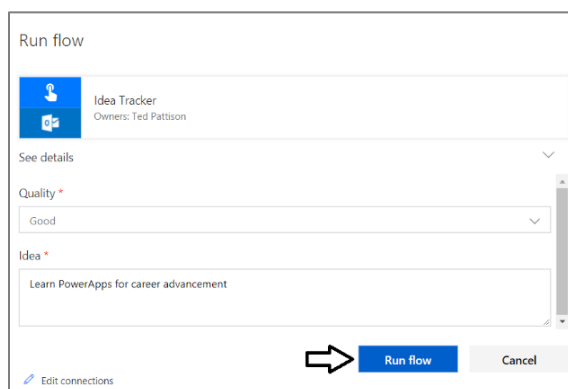 Run flow
Idea Tracker
Owners: Ted Pattison
See details
Quality *
Good
Idea *
Learn PowerApps for career advancement
Run flow
Cancel
Edit connections